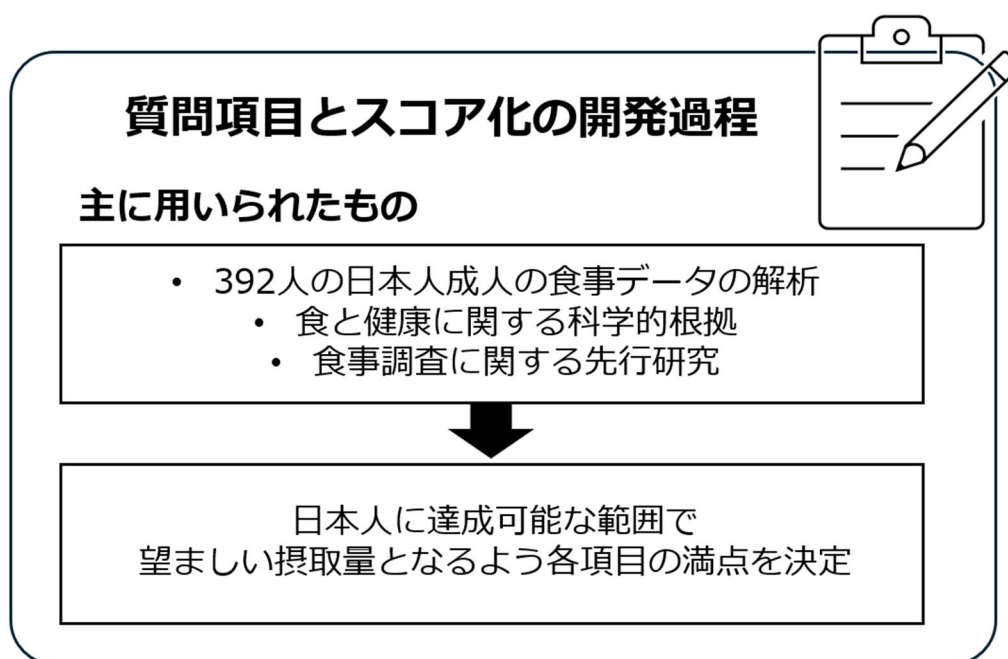 質問項目とスコア化の開発過程
主に用いられたもの
• 392人の日本人成人の食事データの解析
• 食と健康に関する科学的根拠
• 食事調査に関する先行研究
日本人に達成可能な範囲で
望ましい摂取量となるよう各項目の満点を決定